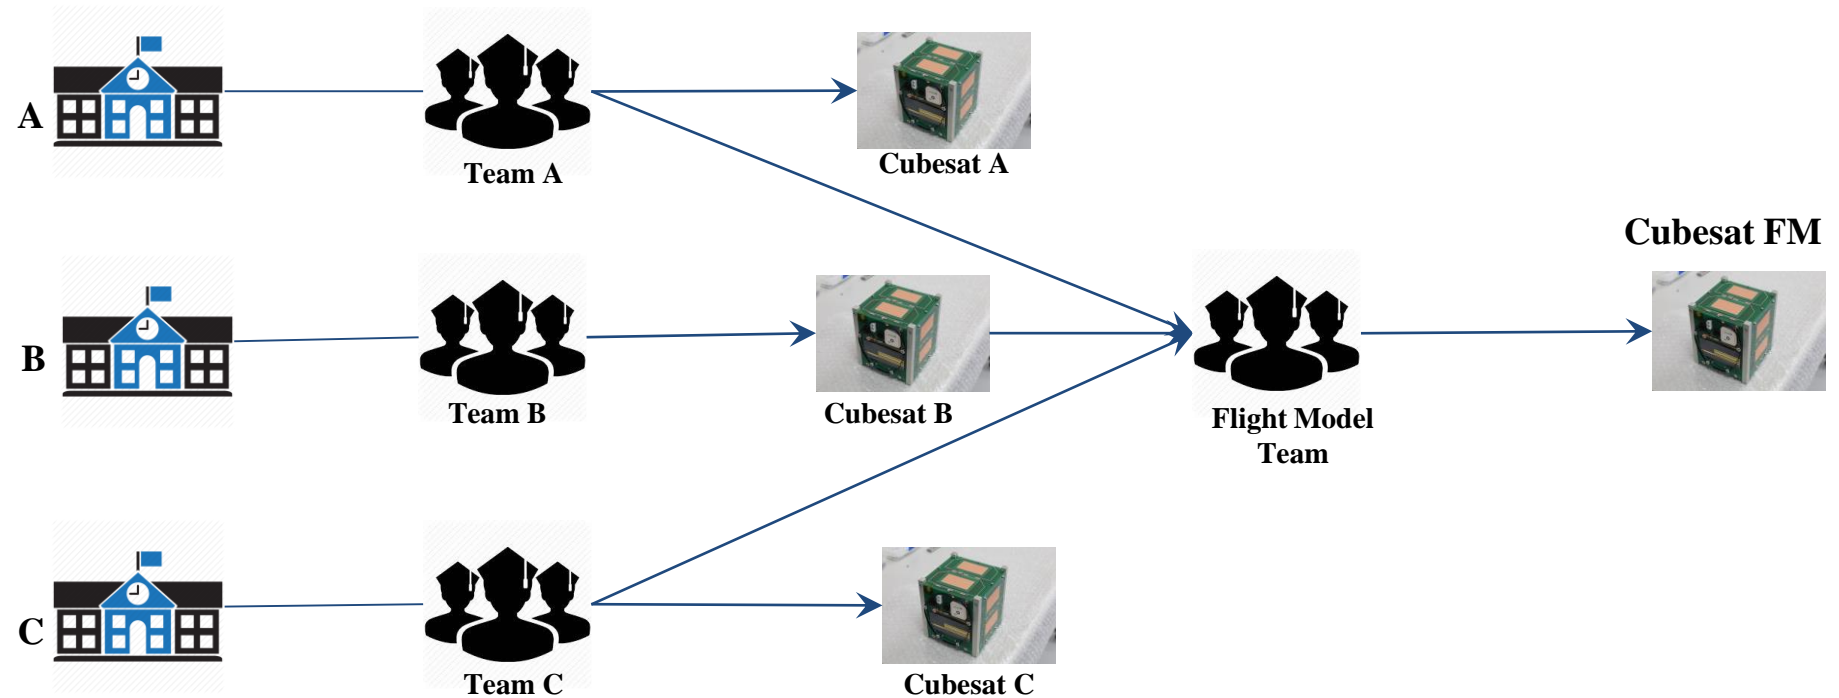 A
Team A
Cubesat A
Cubesat FM
B
Team B
Cubesat B
Flight Model
Team
C
Team C
Cubesat C